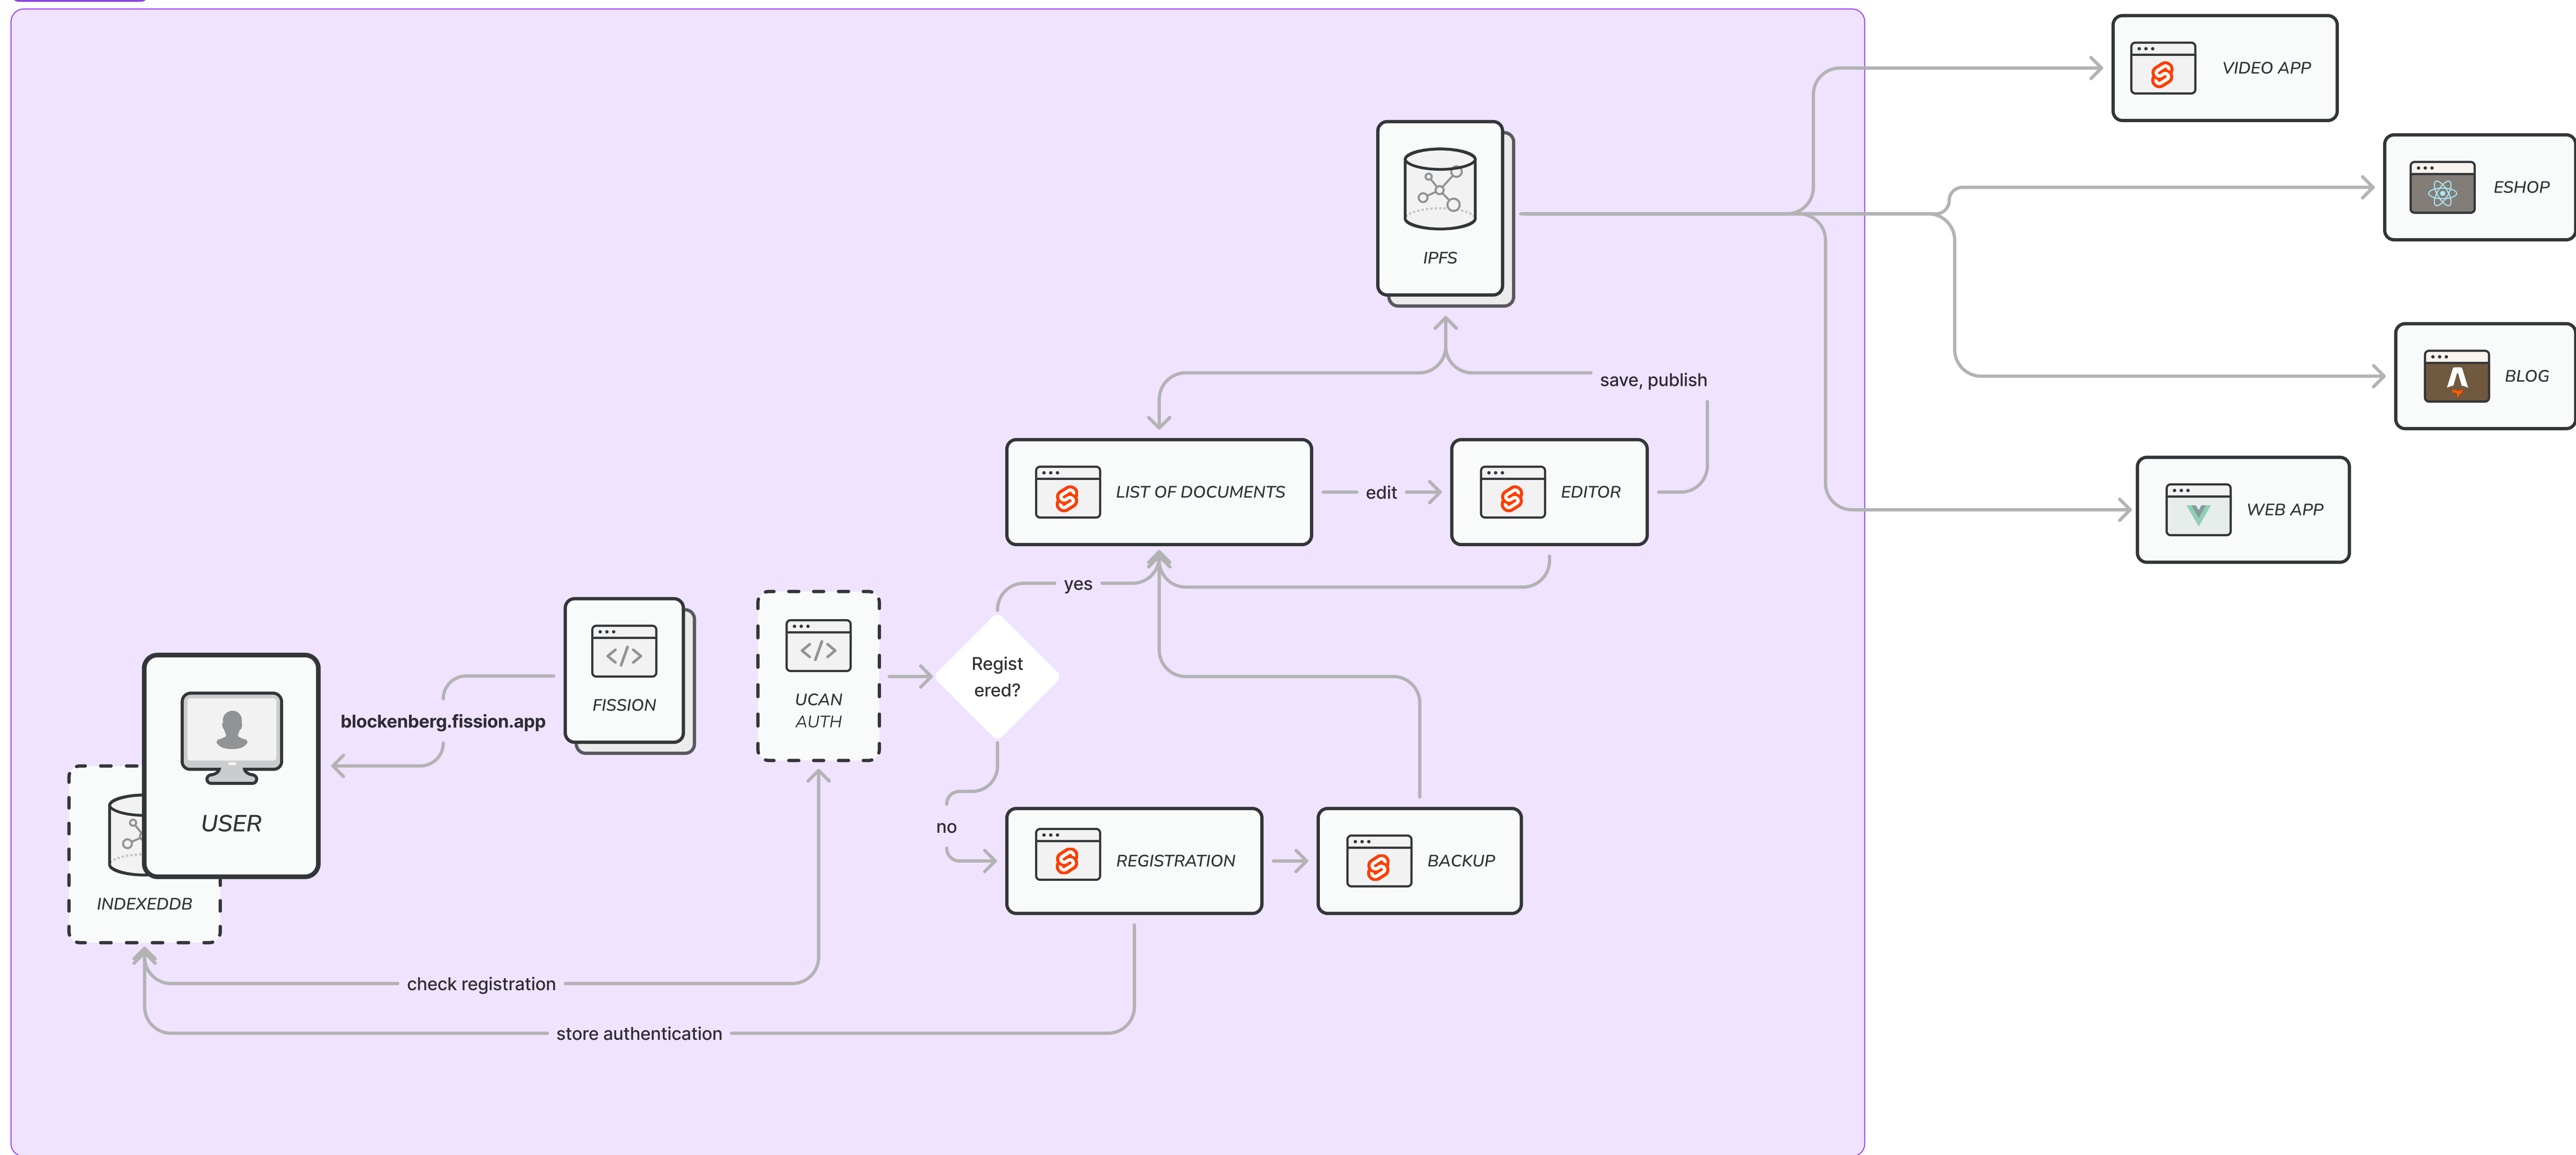 VIDEO APP
ESHOP
IPFS
save, publish
BLOG
LIST OF DOCUMENTS
edit
EDITOR
WEB APP
yes
FISSION
blockenberg.fission.app
UCAN
AUTH
Regist
ered?
USER
no
REGISTRATION
BACKUP
INDEXEDDB
check registration
store authentication